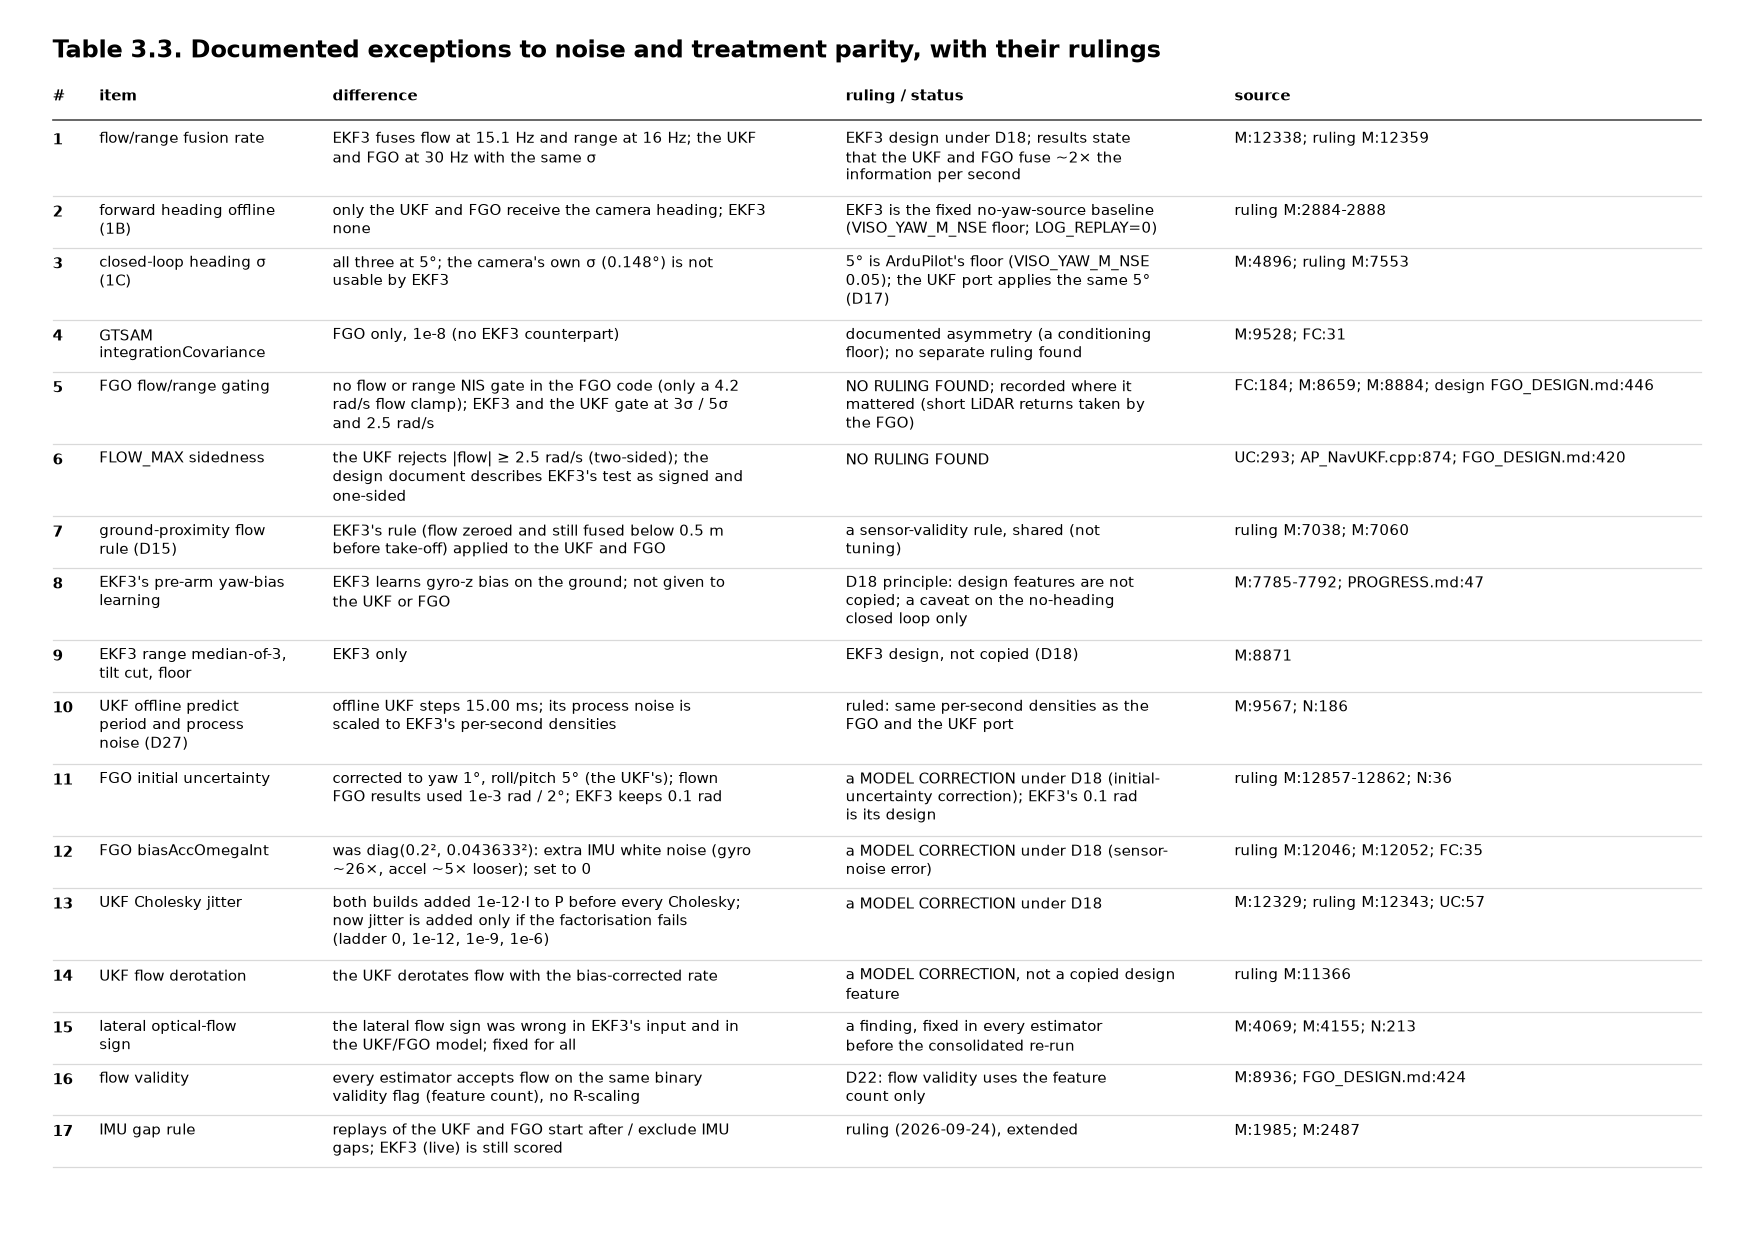 Table 3.3. Documented exceptions to noise and treatment parity, with their rulings
# item difference ruling / status source
1 flow/range fusion rate EKF3 fuses flow at 15.1 Hz and range at 16 Hz; the UKF EKF3 design under D18; results state M:12338; ruling M:12359
and FGO at 30 Hz with the same σ that the UKF and FGO fuse ~2× the
information per second
2 forward heading offline only the UKF and FGO receive the camera heading; EKF3 EKF3 is the fixed no-yaw-source baseline ruling M:2884-2888
(1B) none (VISO_YAW_M_NSE floor; LOG_REPLAY=0)
3 closed-loop heading σ all three at 5°; the camera's own σ (0.148°) is not 5° is ArduPilot's floor (VISO_YAW_M_NSE M:4896; ruling M:7553
(1C) usable by EKF3 0.05); the UKF port applies the same 5°
(D17)
4 GTSAM FGO only, 1e-8 (no EKF3 counterpart) documented asymmetry (a conditioning M:9528; FC:31
integrationCovariance floor); no separate ruling found
5 FGO flow/range gating no flow or range NIS gate in the FGO code (only a 4.2 NO RULING FOUND; recorded where it FC:184; M:8659; M:8884; design FGO_DESIGN.md:446
rad/s flow clamp); EKF3 and the UKF gate at 3σ / 5σ mattered (short LiDAR returns taken by
and 2.5 rad/s the FGO)
6 FLOW_MAX sidedness the UKF rejects |flow| ≥ 2.5 rad/s (two-sided); the NO RULING FOUND UC:293; AP_NavUKF.cpp:874; FGO_DESIGN.md:420
design document describes EKF3's test as signed and
one-sided
7 ground-proximity flow EKF3's rule (flow zeroed and still fused below 0.5 m a sensor-validity rule, shared (not ruling M:7038; M:7060
rule (D15) before take-off) applied to the UKF and FGO tuning)
8 EKF3's pre-arm yaw-bias EKF3 learns gyro-z bias on the ground; not given to D18 principle: design features are not M:7785-7792; PROGRESS.md:47
learning the UKF or FGO copied; a caveat on the no-heading
closed loop only
9 EKF3 range median-of-3, EKF3 only EKF3 design, not copied (D18) M:8871
tilt cut, floor
10 UKF offline predict offline UKF steps 15.00 ms; its process noise is ruled: same per-second densities as the M:9567; N:186
period and process scaled to EKF3's per-second densities FGO and the UKF port
noise (D27)
11 FGO initial uncertainty corrected to yaw 1°, roll/pitch 5° (the UKF's); flown a MODEL CORRECTION under D18 (initial- ruling M:12857-12862; N:36
FGO results used 1e-3 rad / 2°; EKF3 keeps 0.1 rad uncertainty correction); EKF3's 0.1 rad
is its design
12 FGO biasAccOmegaInt was diag(0.2², 0.043633²): extra IMU white noise (gyro a MODEL CORRECTION under D18 (sensor- ruling M:12046; M:12052; FC:35
~26×, accel ~5× looser); set to 0 noise error)
13 UKF Cholesky jitter both builds added 1e-12·I to P before every Cholesky; a MODEL CORRECTION under D18 M:12329; ruling M:12343; UC:57
now jitter is added only if the factorisation fails
(ladder 0, 1e-12, 1e-9, 1e-6)
14 UKF flow derotation the UKF derotates flow with the bias-corrected rate a MODEL CORRECTION, not a copied design ruling M:11366
feature
15 lateral optical-flow the lateral flow sign was wrong in EKF3's input and in a finding, fixed in every estimator M:4069; M:4155; N:213
sign the UKF/FGO model; fixed for all before the consolidated re-run
16 flow validity every estimator accepts flow on the same binary D22: flow validity uses the feature M:8936; FGO_DESIGN.md:424
validity flag (feature count), no R-scaling count only
17 IMU gap rule replays of the UKF and FGO start after / exclude IMU ruling (2026-09-24), extended M:1985; M:2487
gaps; EKF3 (live) is still scored